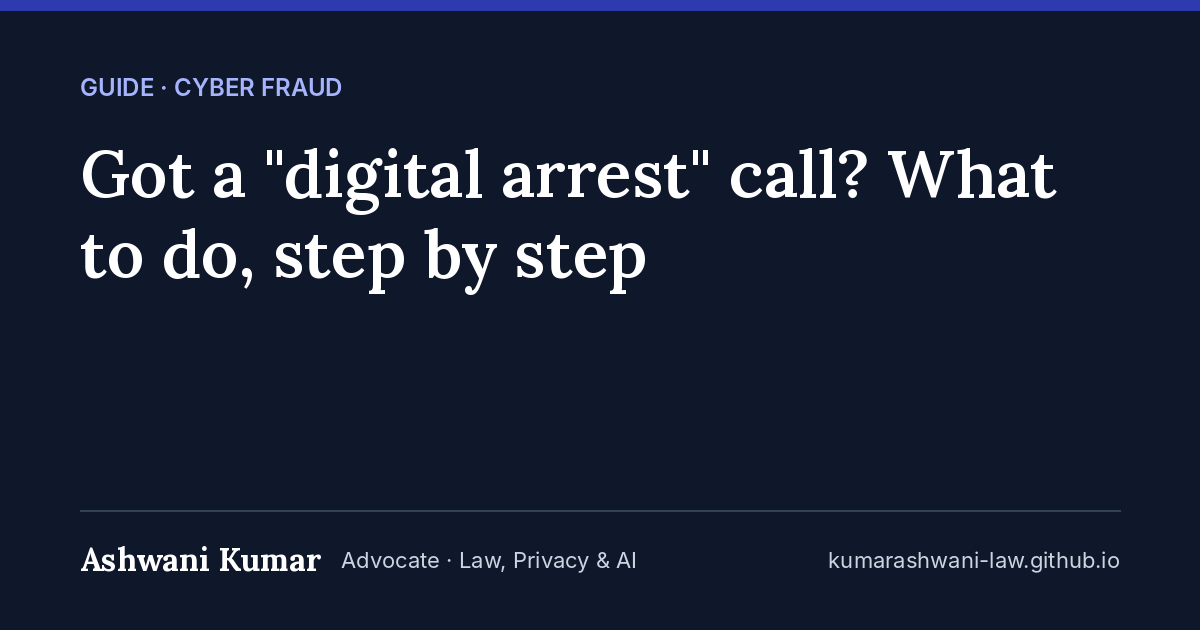 GUIDE · CYBER FRAUD
Got a "digital arrest" call? What
to do, step by step
Ashwani Kumar Advocate · Law, Privacy & AI kumarashwani-law.github.io